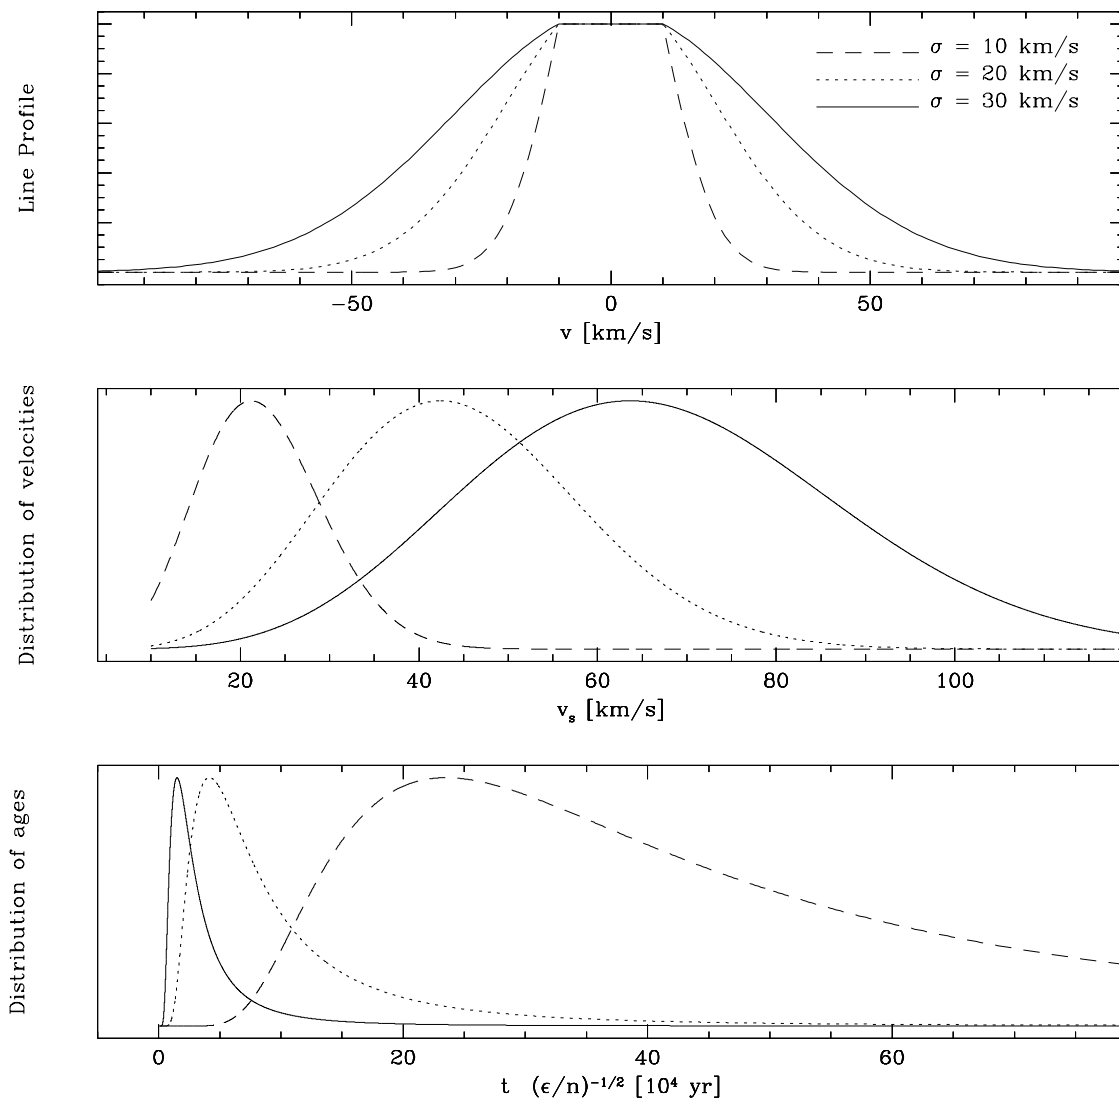 Line Profile
σ = 10 km/s
σ = 20 km/s
σ = 30 km/s
−50 0 50
v [km/s]
Distribution of velocities
20 40 60 80 100
vₛ [km/s]
Distribution of ages
0 20 40 60
t (ϵ/n)⁻¹/² [10⁴ yr]